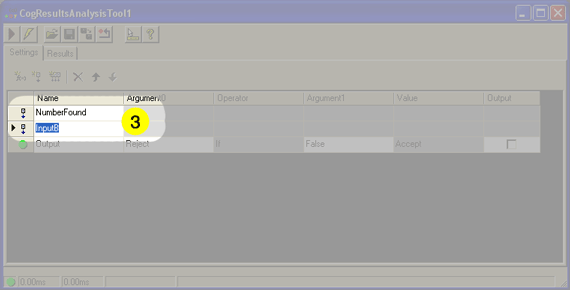 CogResultsAnalysisTool1
Settings Results
Name Argument0 Operator Argument1 Value Output
NumberFound
InputB
3
Output Reject If False Accept
0.00ms 0.00ms